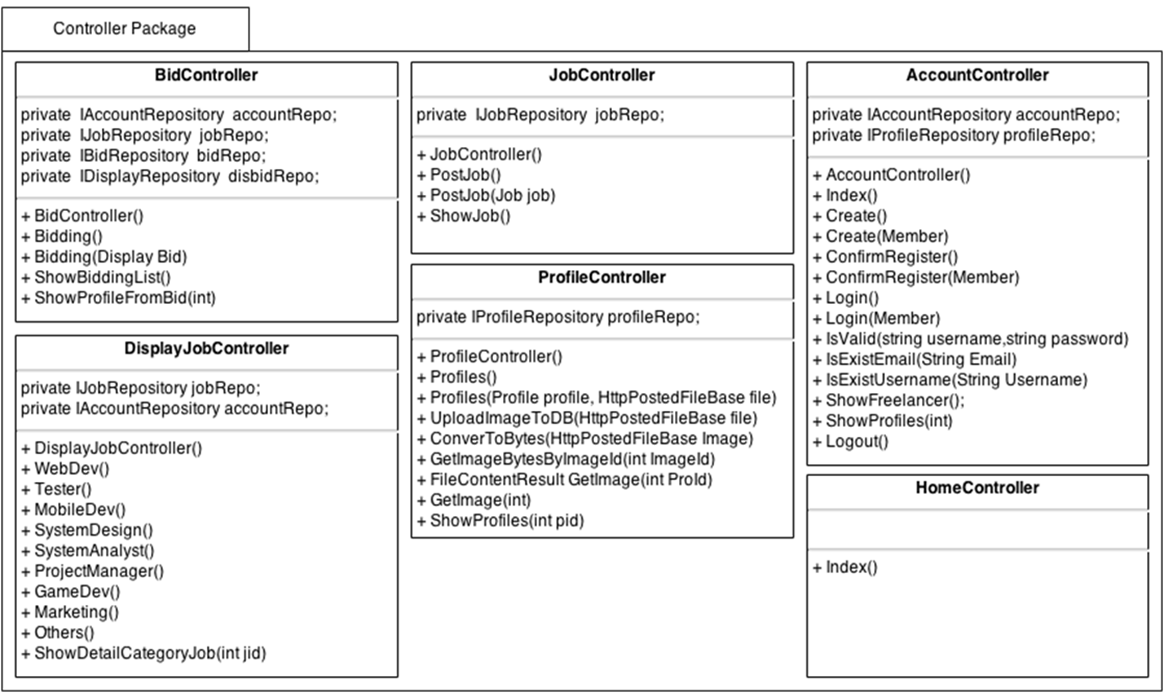 Controller Package
BidController
private IAccountRepository accountRepo;
private IJobRepository jobRepo;
private IBidRepository bidRepo;
private IDisplayRepository disbidRepo;
+ BidController()
+ Bidding()
+ Bidding(Display Bid)
+ ShowBiddingList()
+ ShowProfileFromBid(int)
DisplayJobController
private IJobRepository jobRepo;
private IAccountRepository accountRepo;
+ DisplayJobController()
+ WebDev()
+ Tester()
+ MobileDev()
+ SystemDesign()
+ SystemAnalyst()
+ ProjectManager()
+ GameDev()
+ Marketing()
+ Others()
+ ShowDetailCategoryJob(int jid)
JobController
private IJobRepository jobRepo;
+ JobController()
+ PostJob()
+ PostJob(Job job)
+ ShowJob()
ProfileController
private IProfileRepository profileRepo;
+ ProfileController()
+ Profiles()
+ Profiles(Profile profile, HttpPostedFileBase file)
+ UploadImageToDB(HttpPostedFileBase file)
+ ConverToBytes(HttpPostedFileBase Image)
+ GetImageBytesByImageId(int ImageId)
+ FileContentResult GetImage(int ProId)
+ GetImage(int)
+ ShowProfiles(int pid)
AccountController
private IAccountRepository accountRepo;
private IProfileRepository profileRepo;
+ AccountController()
+ Index()
+ Create()
+ Create(Member)
+ ConfirmRegister()
+ ConfirmRegister(Member)
+ Login()
+ Login(Member)
+ IsValid(string username,string password)
+ IsExistEmail(String Email)
+ IsExistUsername(String Username)
+ ShowFreelancer();
+ ShowProfiles(int)
+ Logout()
HomeController
+ Index()